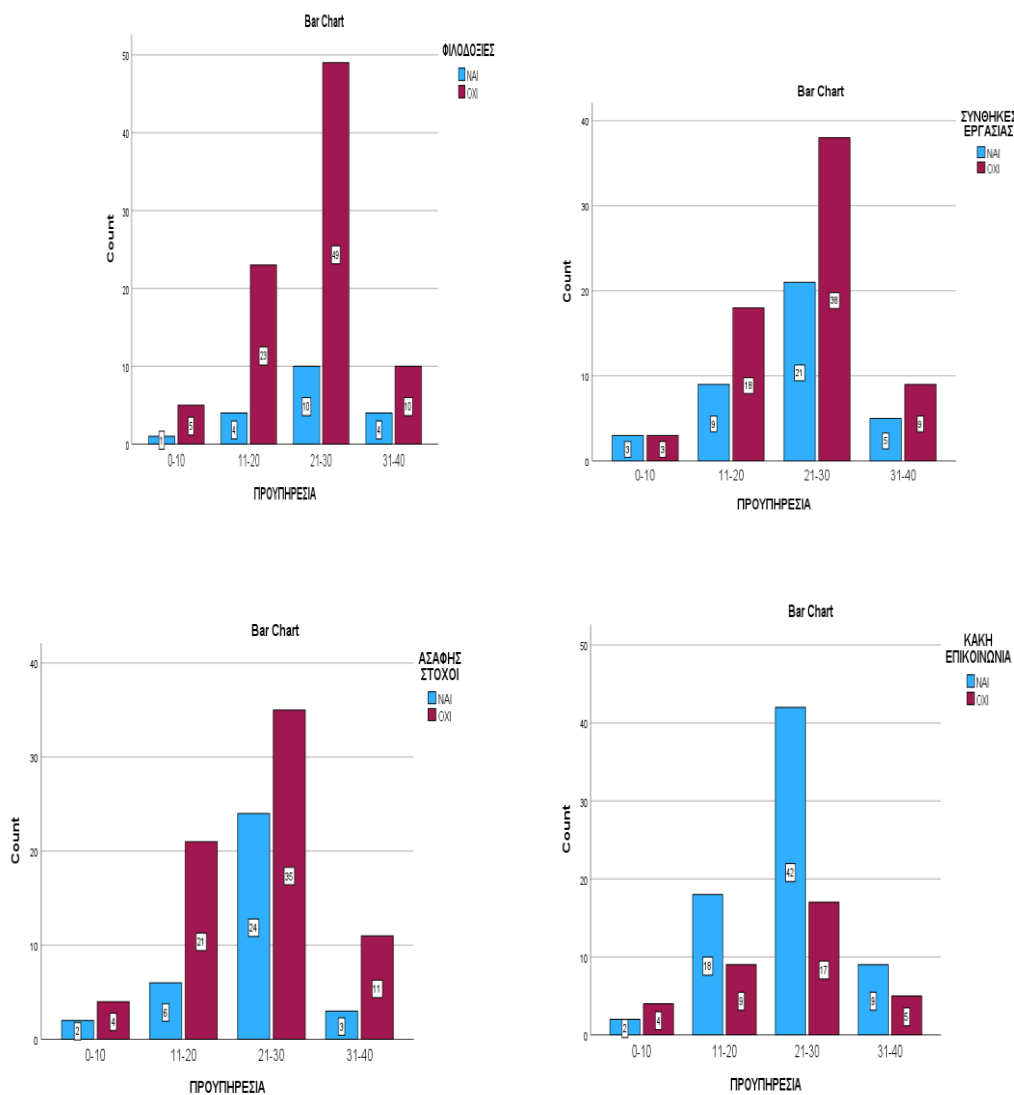 Bar Chart
ΦΙΛΟΔΟΞΙΕΣ
ΝΑΙ
ΟΧΙ
50
40
30
20
10
0
Count
1
5
4
23
10
49
4
10
0-10
11-20
21-30
31-40
ΠΡΟΥΠΗΡΕΣΙΑ
Bar Chart
ΣΥΝΘΗΚΕΣ
ΕΡΓΑΣΙΑΣ
ΝΑΙ
ΟΧΙ
40
30
20
10
0
Count
3
3
9
18
21
38
5
9
0-10
11-20
21-30
31-40
ΠΡΟΥΠΗΡΕΣΙΑ
Bar Chart
ΑΣΑΦΗΣ
ΣΤΟΧΟΙ
ΝΑΙ
ΟΧΙ
40
30
20
10
0
Count
2
4
6
21
24
35
3
11
0-10
11-20
21-30
31-40
ΠΡΟΥΠΗΡΕΣΙΑ
Bar Chart
ΚΑΚΗ
ΕΠΙΚΟΙΝΩΝΙΑ
ΝΑΙ
ΟΧΙ
50
40
30
20
10
0
Count
2
4
18
9
42
17
9
5
0-10
11-20
21-30
31-40
ΠΡΟΥΠΗΡΕΣΙΑ